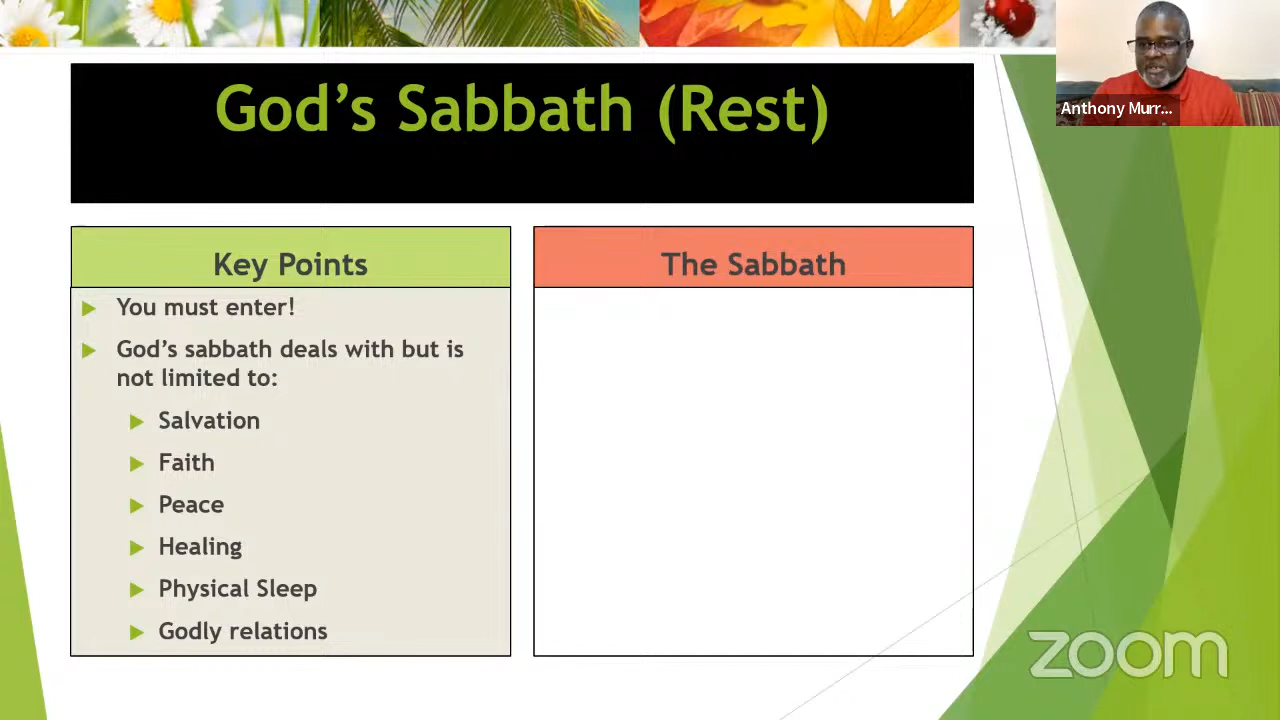 God’s Sabbath (Rest)
Anthony Murr...
Key Points
You must enter!
God’s sabbath deals with but is
not limited to:
Salvation
Faith
Peace
Healing
Physical Sleep
Godly relations
The Sabbath
zoom